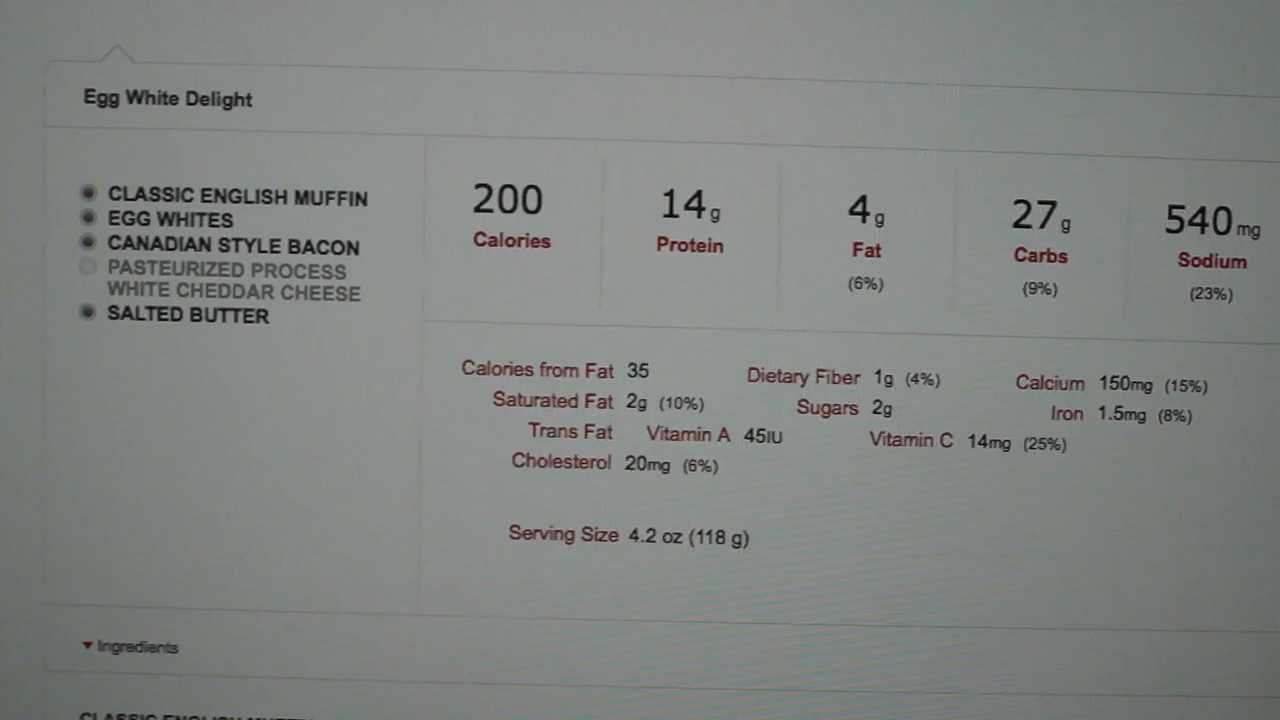 Egg White Delight
CLASSIC ENGLISH MUFFIN
EGG WHITES
CANADIAN STYLE BACON
PASTEURIZED PROCESS
WHITE CHEDDAR CHEESE
SALTED BUTTER
200
Calories
14g
Protein
4g
Fat
(6%)
27g
Carbs
(9%)
540mg
Sodium
(23%)
Calories from Fat 35 Dietary Fiber 1g (4%) Calcium 150mg (15%)
Saturated Fat 2g (10%) Sugars 2g Iron 1.5mg (8%)
Trans Fat Vitamin A 45IU Vitamin C 14mg (25%)
Cholesterol 20mg (6%)
Serving Size 4.2 oz (118 g)
Ingredients
CLASSIC ENGLISH MUFFIN